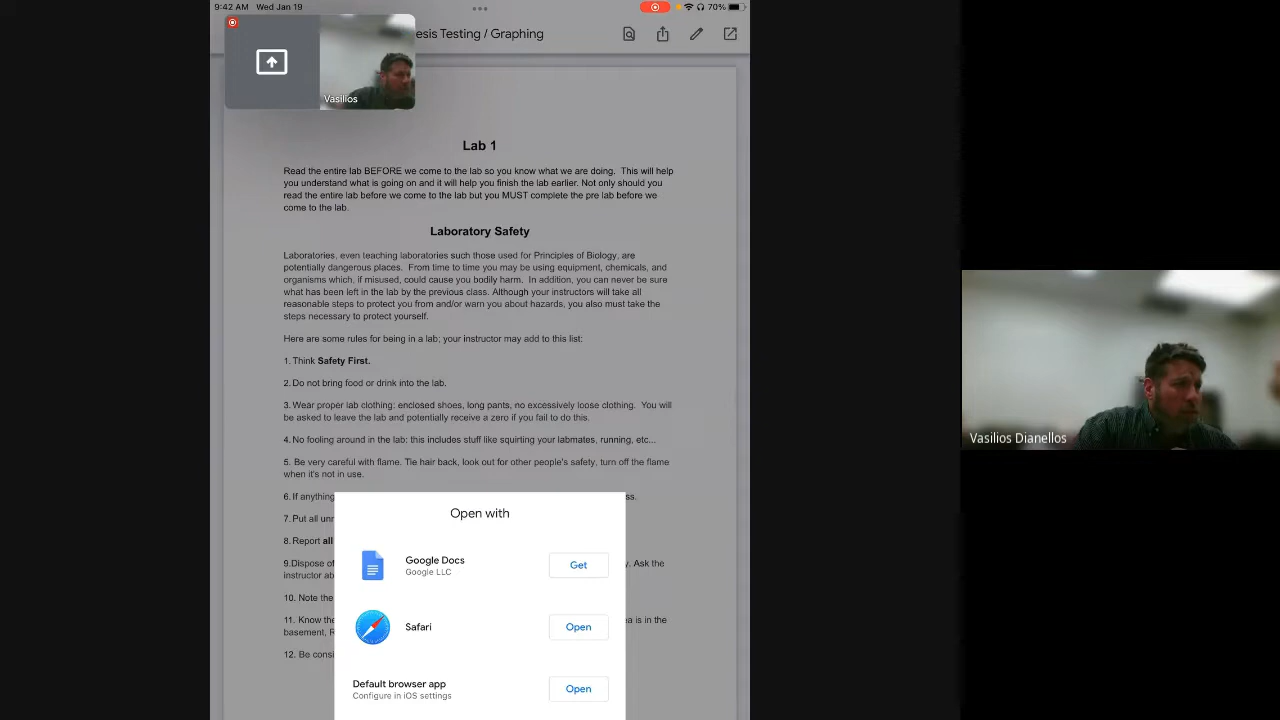 9:42 AM Wed Jan 19
70%
esis Testing / Graphing
Vasilios
Lab 1
Read the entire lab BEFORE we come to the lab so you know what we are doing. This will help
you understand what is going on and it will help you finish the lab earlier. Not only should you
read the entire lab before we come to the lab but you MUST complete the pre lab before we
come to the lab.
Laboratory Safety
Laboratories, even teaching laboratories such those used for Principles of Biology, are
potentially dangerous places. From time to time you may be using equipment, chemicals, and
organisms which, if misused, could cause you bodily harm. In addition, you can never be sure
what has been left in the lab by the previous class. Although your instructors will take all
reasonable steps to protect you from and/or warn you about hazards, you also must take the
steps necessary to protect yourself.
Here are some rules for being in a lab; your instructor may add to this list:
1. Think Safety First.
2. Do not bring food or drink into the lab.
3. Wear proper lab clothing: enclosed shoes, long pants, no excessively loose clothing. You will
be asked to leave the lab and potentially receive a zero if you fail to do this.
4. No fooling around in the lab: this includes stuff like squirting your labmates, running, etc...
5. Be very careful with flame. Tie hair back, look out for other people's safety, turn off the flame
when it's not in use.
6. If anything ss.
7. Put all unr
8. Report all
9.Dispose of y. Ask the
instructor ab
10. Note the
11. Know the ea is in the
basement, R
12. Be consi
Open with
Google Docs
Google LLC
Get
Safari
Open
Default browser app
Configure in iOS settings
Open
Vasilios Dianellos